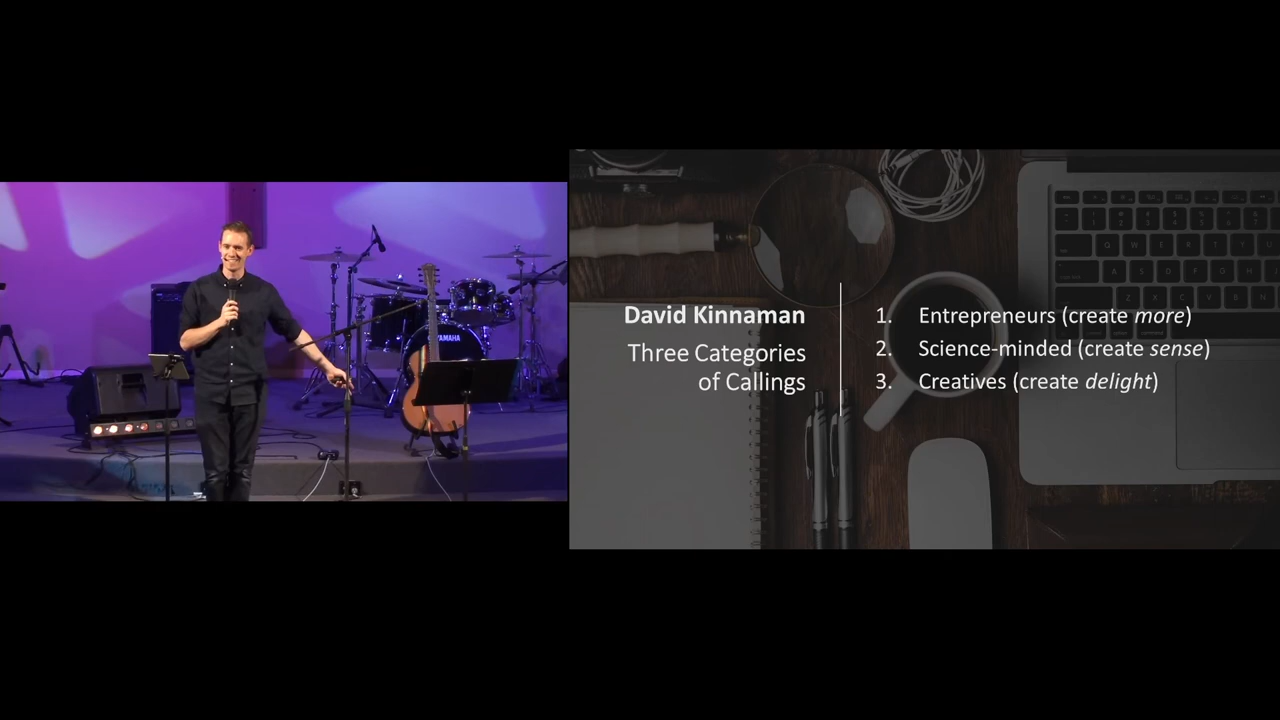 YAMAHA
David Kinnaman
Three Categories
of Callings
1. Entrepreneurs (create more)
2. Science-minded (create sense)
3. Creatives (create delight)